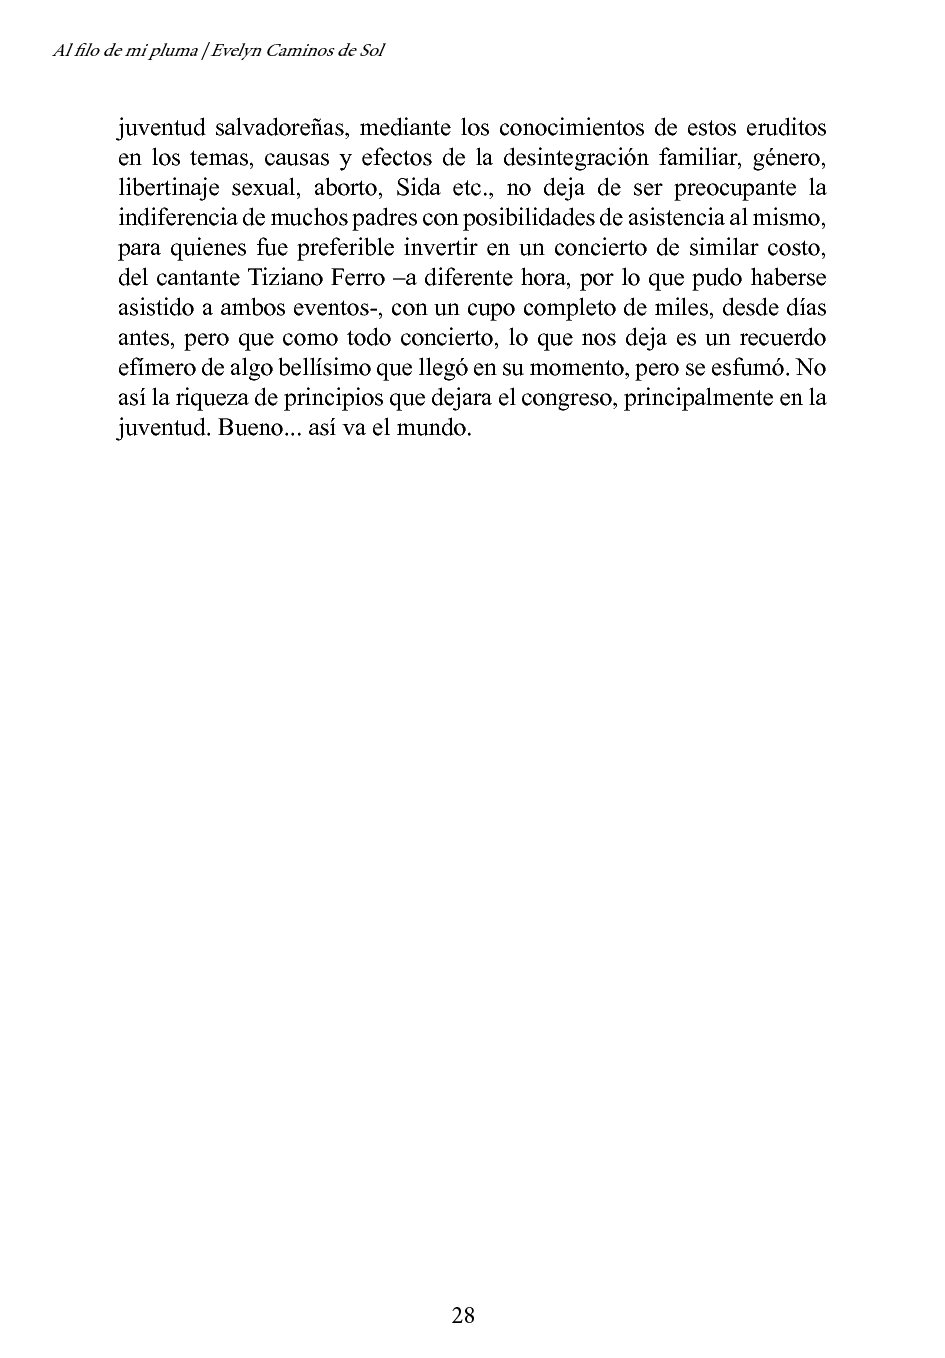 Al filo de mi pluma / Evelyn Caminos de Sol
juventud salvadoreñas, mediante los conocimientos de estos eruditos
en los temas, causas y efectos de la desintegración familiar, género,
libertinaje sexual, aborto, Sida etc., no deja de ser preocupante la
indiferencia de muchos padres con posibilidades de asistencia al mismo,
para quienes fue preferible invertir en un concierto de similar costo,
del cantante Tiziano Ferro –a diferente hora, por lo que pudo haberse
asistido a ambos eventos-, con un cupo completo de miles, desde días
antes, pero que como todo concierto, lo que nos deja es un recuerdo
efímero de algo bellísimo que llegó en su momento, pero se esfumó. No
así la riqueza de principios que dejara el congreso, principalmente en la
juventud. Bueno... así va el mundo.
28